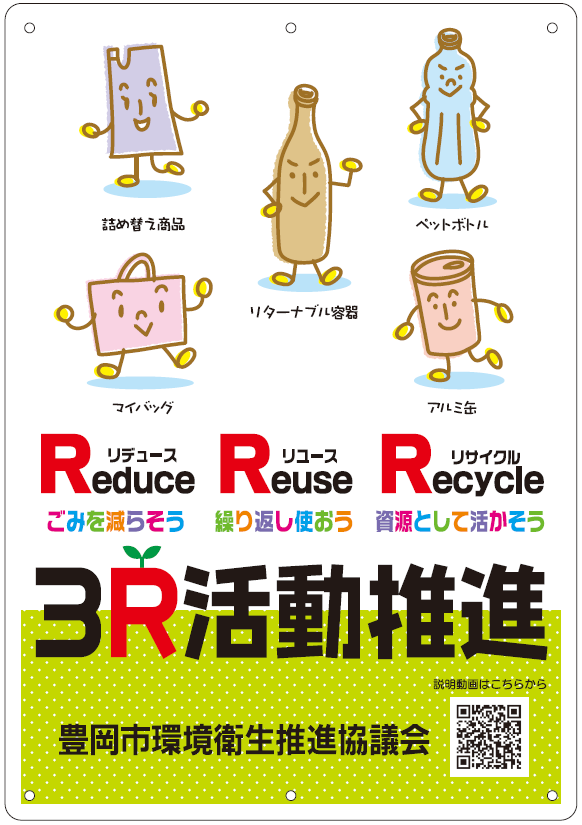 詰め替え商品
ペットボトル
リターナブル容器
マイバッグ
アルミ缶
リデュース
Reduce
ごみを減らそう
リユース
Reuse
繰り返し使おう
リサイクル
Recycle
資源として活かそう
3R活動推進
説明動画はこちらから
豊岡市環境衛生推進協議会